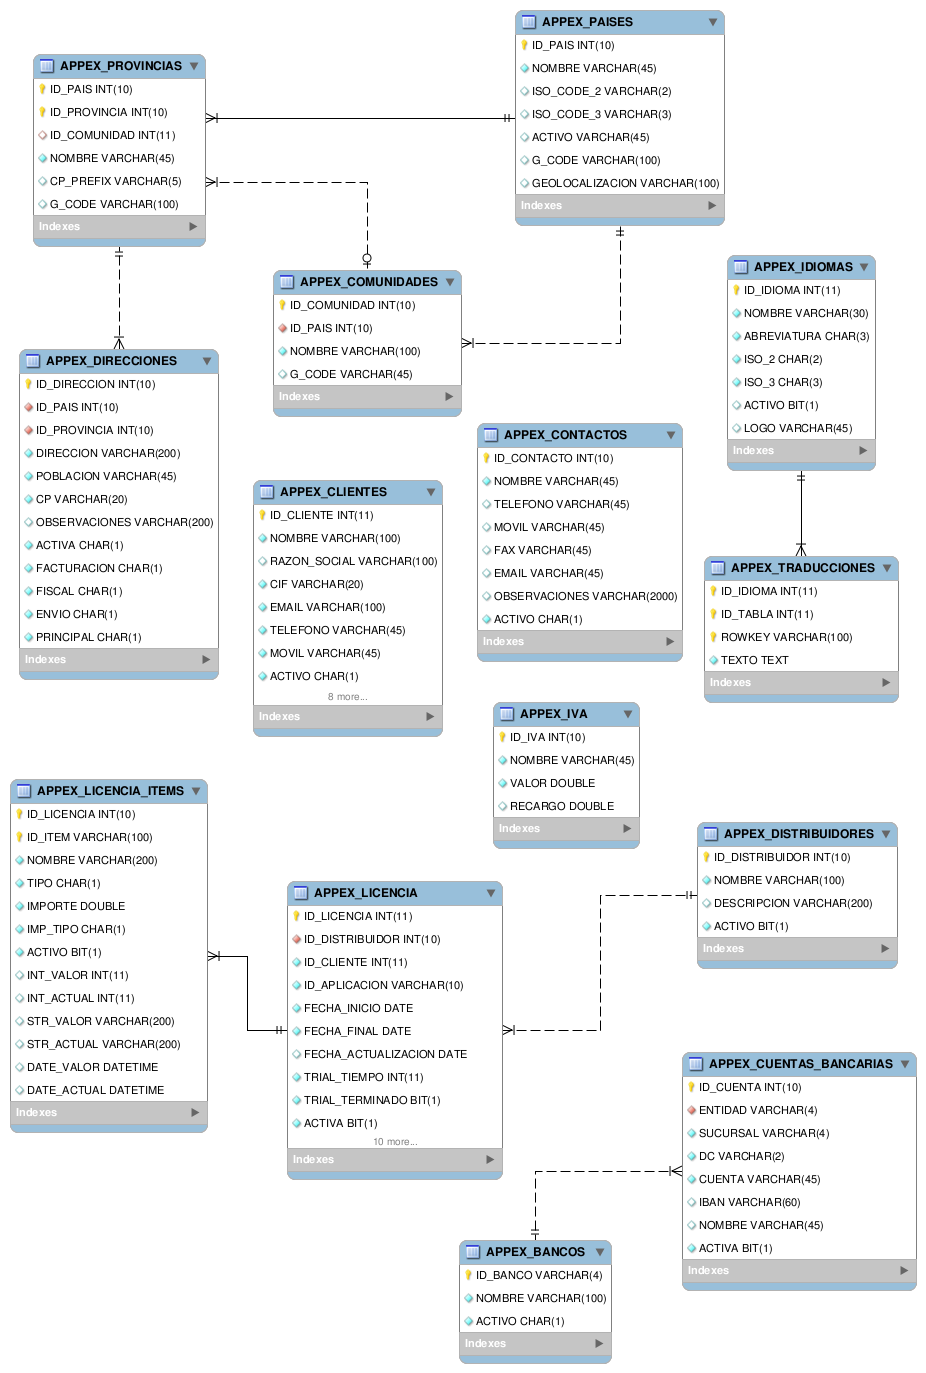 APPEX_PAISES
ID_PAIS INT(10)
NOMBRE VARCHAR(45)
ISO_CODE_2 VARCHAR(2)
ISO_CODE_3 VARCHAR(3)
ACTIVO VARCHAR(45)
G_CODE VARCHAR(100)
GEOLOCALIZACION VARCHAR(100)
Indexes
APPEX_PROVINCIAS
ID_PAIS INT(10)
ID_PROVINCIA INT(10)
ID_COMUNIDAD INT(11)
NOMBRE VARCHAR(45)
CP_PREFIX VARCHAR(5)
G_CODE VARCHAR(100)
Indexes
APPEX_COMUNIDADES
ID_COMUNIDAD INT(10)
ID_PAIS INT(10)
NOMBRE VARCHAR(100)
G_CODE VARCHAR(45)
Indexes
APPEX_IDIOMAS
ID_IDIOMA INT(11)
NOMBRE VARCHAR(30)
ABREVIATURA CHAR(3)
ISO_2 CHAR(2)
ISO_3 CHAR(3)
ACTIVO BIT(1)
LOGO VARCHAR(45)
Indexes
APPEX_DIRECCIONES
ID_DIRECCION INT(10)
ID_PAIS INT(10)
ID_PROVINCIA INT(10)
DIRECCION VARCHAR(200)
POBLACION VARCHAR(45)
CP VARCHAR(20)
OBSERVACIONES VARCHAR(200)
ACTIVA CHAR(1)
FACTURACION CHAR(1)
FISCAL CHAR(1)
ENVIO CHAR(1)
PRINCIPAL CHAR(1)
Indexes
APPEX_CLIENTES
ID_CLIENTE INT(11)
NOMBRE VARCHAR(100)
RAZON_SOCIAL VARCHAR(100)
CIF VARCHAR(20)
EMAIL VARCHAR(100)
TELEFONO VARCHAR(45)
MOVIL VARCHAR(45)
ACTIVO CHAR(1)
8 more...
Indexes
APPEX_CONTACTOS
ID_CONTACTO INT(10)
NOMBRE VARCHAR(45)
TELEFONO VARCHAR(45)
MOVIL VARCHAR(45)
FAX VARCHAR(45)
EMAIL VARCHAR(45)
OBSERVACIONES VARCHAR(2000)
ACTIVO CHAR(1)
Indexes
APPEX_TRADUCCIONES
ID_IDIOMA INT(11)
ID_TABLA INT(11)
ROWKEY VARCHAR(100)
TEXTO TEXT
Indexes
APPEX_IVA
ID_IVA INT(10)
NOMBRE VARCHAR(45)
VALOR DOUBLE
RECARGO DOUBLE
Indexes
APPEX_LICENCIA_ITEMS
ID_LICENCIA INT(10)
ID_ITEM VARCHAR(100)
NOMBRE VARCHAR(200)
TIPO CHAR(1)
IMPORTE DOUBLE
IMP_TIPO CHAR(1)
ACTIVO BIT(1)
INT_VALOR INT(11)
INT_ACTUAL INT(11)
STR_VALOR VARCHAR(200)
STR_ACTUAL VARCHAR(200)
DATE_VALOR DATETIME
DATE_ACTUAL DATETIME
Indexes
APPEX_LICENCIA
ID_LICENCIA INT(11)
ID_DISTRIBUIDOR INT(10)
ID_CLIENTE INT(11)
ID_APLICACION VARCHAR(10)
FECHA_INICIO DATE
FECHA_FINAL DATE
FECHA_ACTUALIZACION DATE
TRIAL_TIEMPO INT(11)
TRIAL_TERMINADO BIT(1)
ACTIVA BIT(1)
10 more...
Indexes
APPEX_DISTRIBUIDORES
ID_DISTRIBUIDOR INT(10)
NOMBRE VARCHAR(100)
DESCRIPCION VARCHAR(200)
ACTIVO BIT(1)
Indexes
APPEX_CUENTAS_BANCARIAS
ID_CUENTA INT(10)
ENTIDAD VARCHAR(4)
SUCURSAL VARCHAR(4)
DC VARCHAR(2)
CUENTA VARCHAR(45)
IBAN VARCHAR(60)
NOMBRE VARCHAR(45)
ACTIVA BIT(1)
Indexes
APPEX_BANCOS
ID_BANCO VARCHAR(4)
NOMBRE VARCHAR(100)
ACTIVO CHAR(1)
Indexes